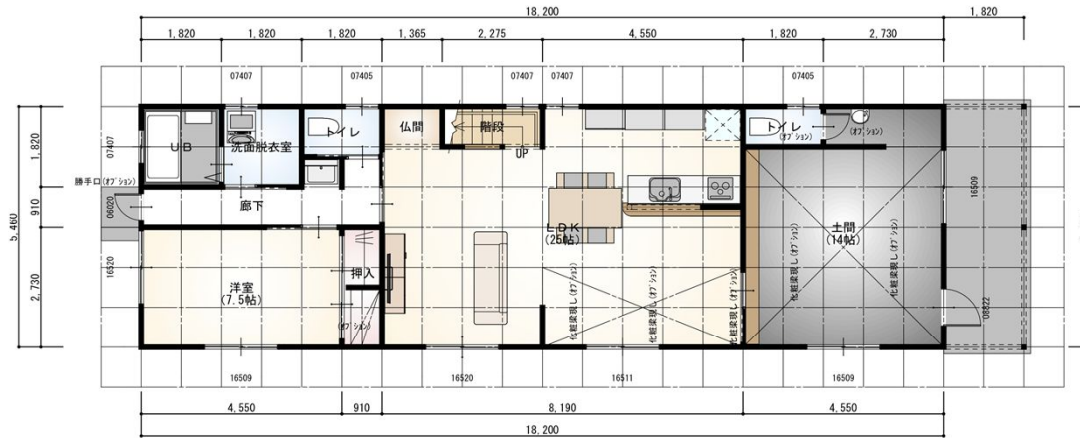 18,200
1,820
1,820
1,820
1,820
1,365
2,275
4,550
1,820
2,730
07407
07405
07407
07407
07405
UB
洗面脱衣室
トイレ
仏間
階段
UP
トイレ
(オプション)
(オプション)
1,820
910
2,730
5,460
07407
勝手口(オプション)
06020
16520
廊下
洋室
(7.5帖)
押入
(オプション)
LDK
(25帖)
化粧梁現し(オプション)
化粧梁現し(オプション)
化粧梁現し(オプション)
土間
(14帖)
化粧梁現し(オプション)
化粧梁現し(オプション)
16509
08822
16509
16520
16511
16509
4,550
910
8,190
4,550
18,200